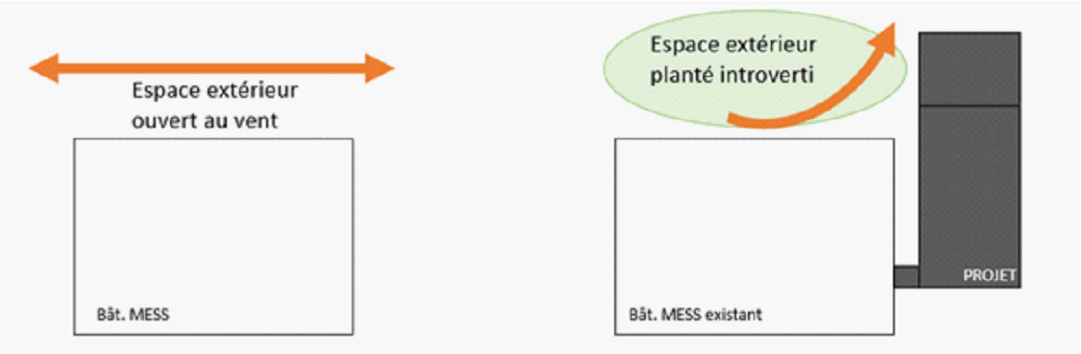 Espace extérieur
ouvert au vent
Bât. MESS
Espace extérieur
planté introverti
Bât. MESS existant
PROJET